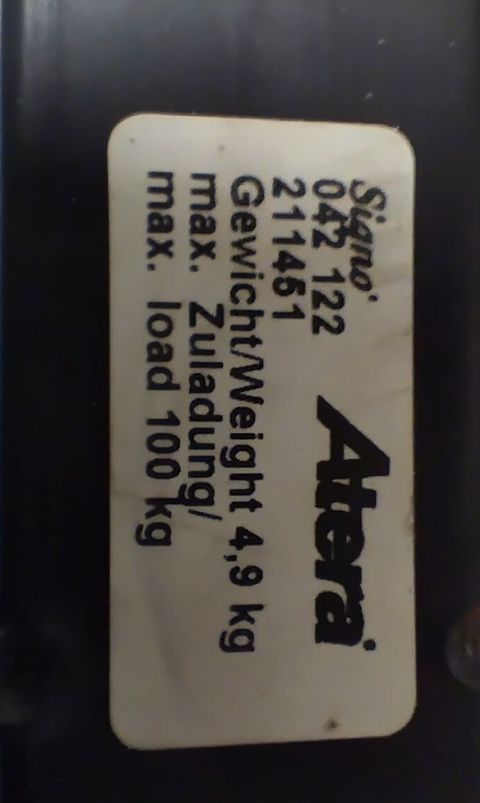 Signo
042 122
Atera
211451
Gewicht/Weight 4,9 kg
max. Zuladung/
max. load 100 kg